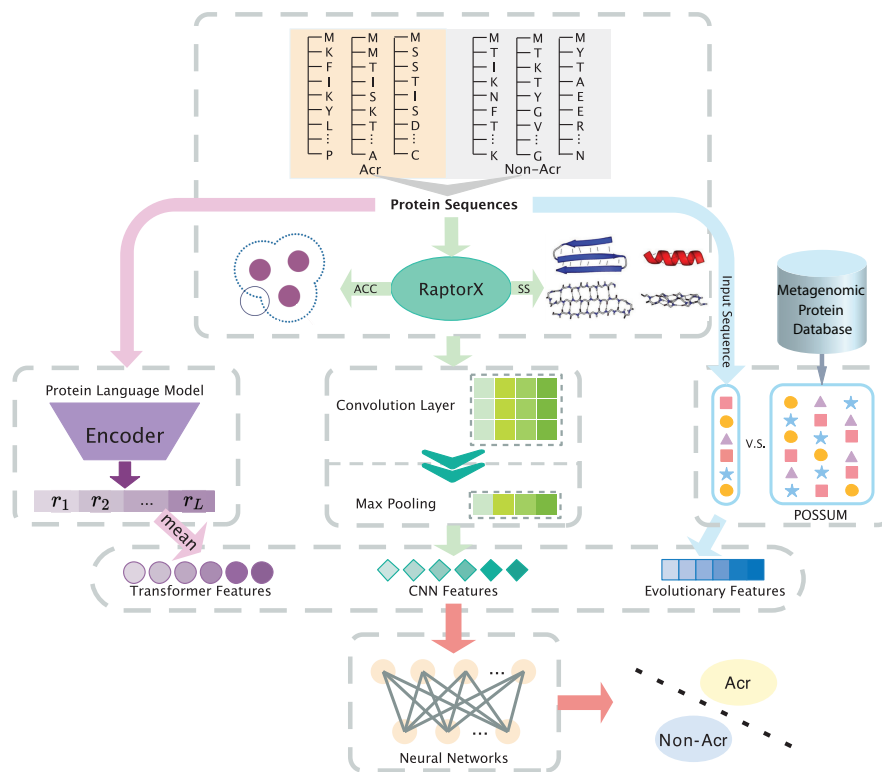 M M S M M M
K M S T T Y
F T S I K T
I I T K T A
K S I N Y E
Y K S F G E
L T D T V R
... ... ... ... ... ...
P A C K G N
Acr Non-Acr
Protein Sequences
ACC RaptorX SS
Input Sequence
Metagenomic
Protein
Database
Protein Language Model
Encoder
r1 r2 ... rL
mean
Convolution Layer
Max Pooling
V.S.
POSSUM
Transformer Features
CNN Features
Evolutionary Features
...
...
Neural Networks
Acr
Non-Acr